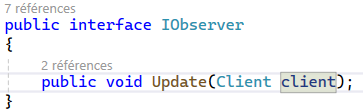 7 références
public interface IObserver
{
2 références
public void Update(Client client);
}